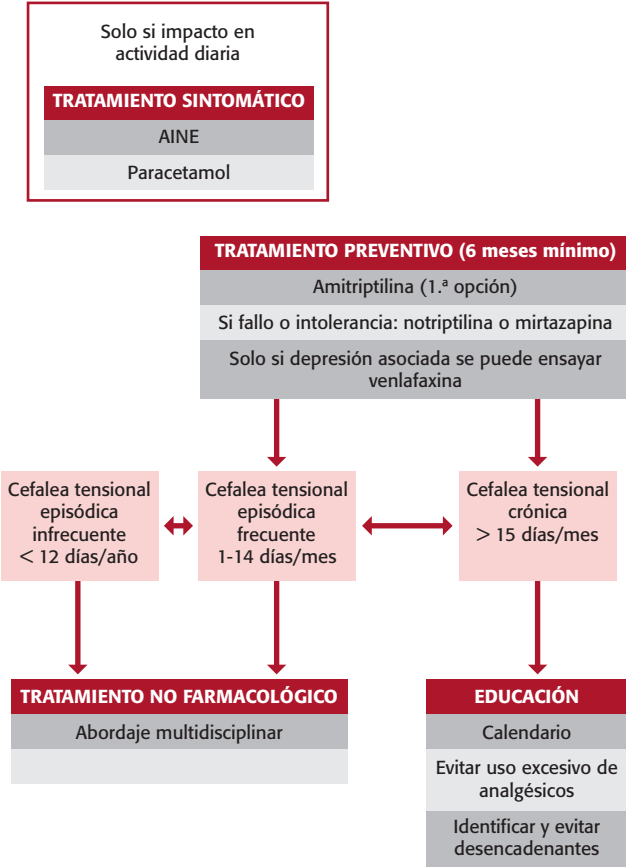 Solo si impacto en
actividad diaria
TRATAMIENTO SINTOMÁTICO
AINE
Paracetamol
TRATAMIENTO PREVENTIVO (6 meses mínimo)
Amitriptilina (1.ª opción)
Si fallo o intolerancia: notriptilina o mirtazapina
Solo si depresión asociada se puede ensayar
venlafaxina
Cefalea tensional
episódica
infrecuente
< 12 días/año
Cefalea tensional
episódica
frecuente
1-14 días/mes
Cefalea tensional
crónica
> 15 días/mes
TRATAMIENTO NO FARMACOLÓGICO
Abordaje multidisciplinar
EDUCACIÓN
Calendario
Evitar uso excesivo de
analgésicos
Identificar y evitar
desencadenantes